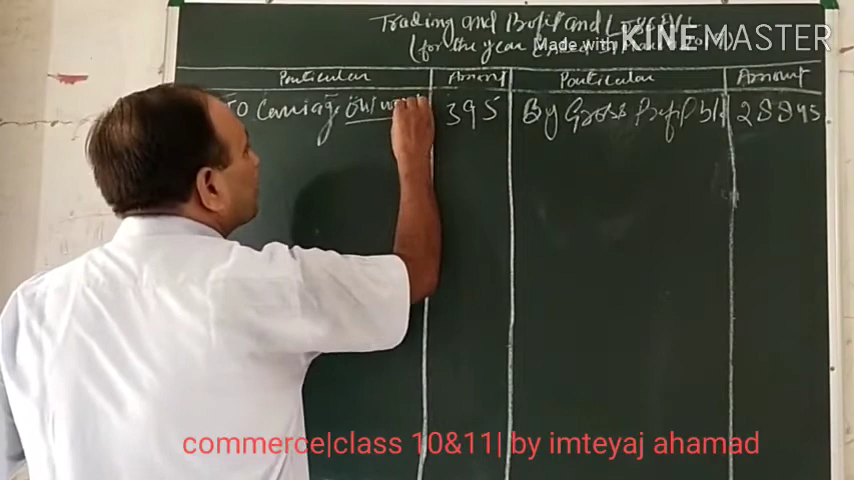 Trading and Profit and Loss A/c
(for the year
Made with KINEMASTER
Particular Amount Particular Amount
To Carriage outward 395 By Gross Profit b/d 28895
commerce|class 10&11| by imteyaj ahamad